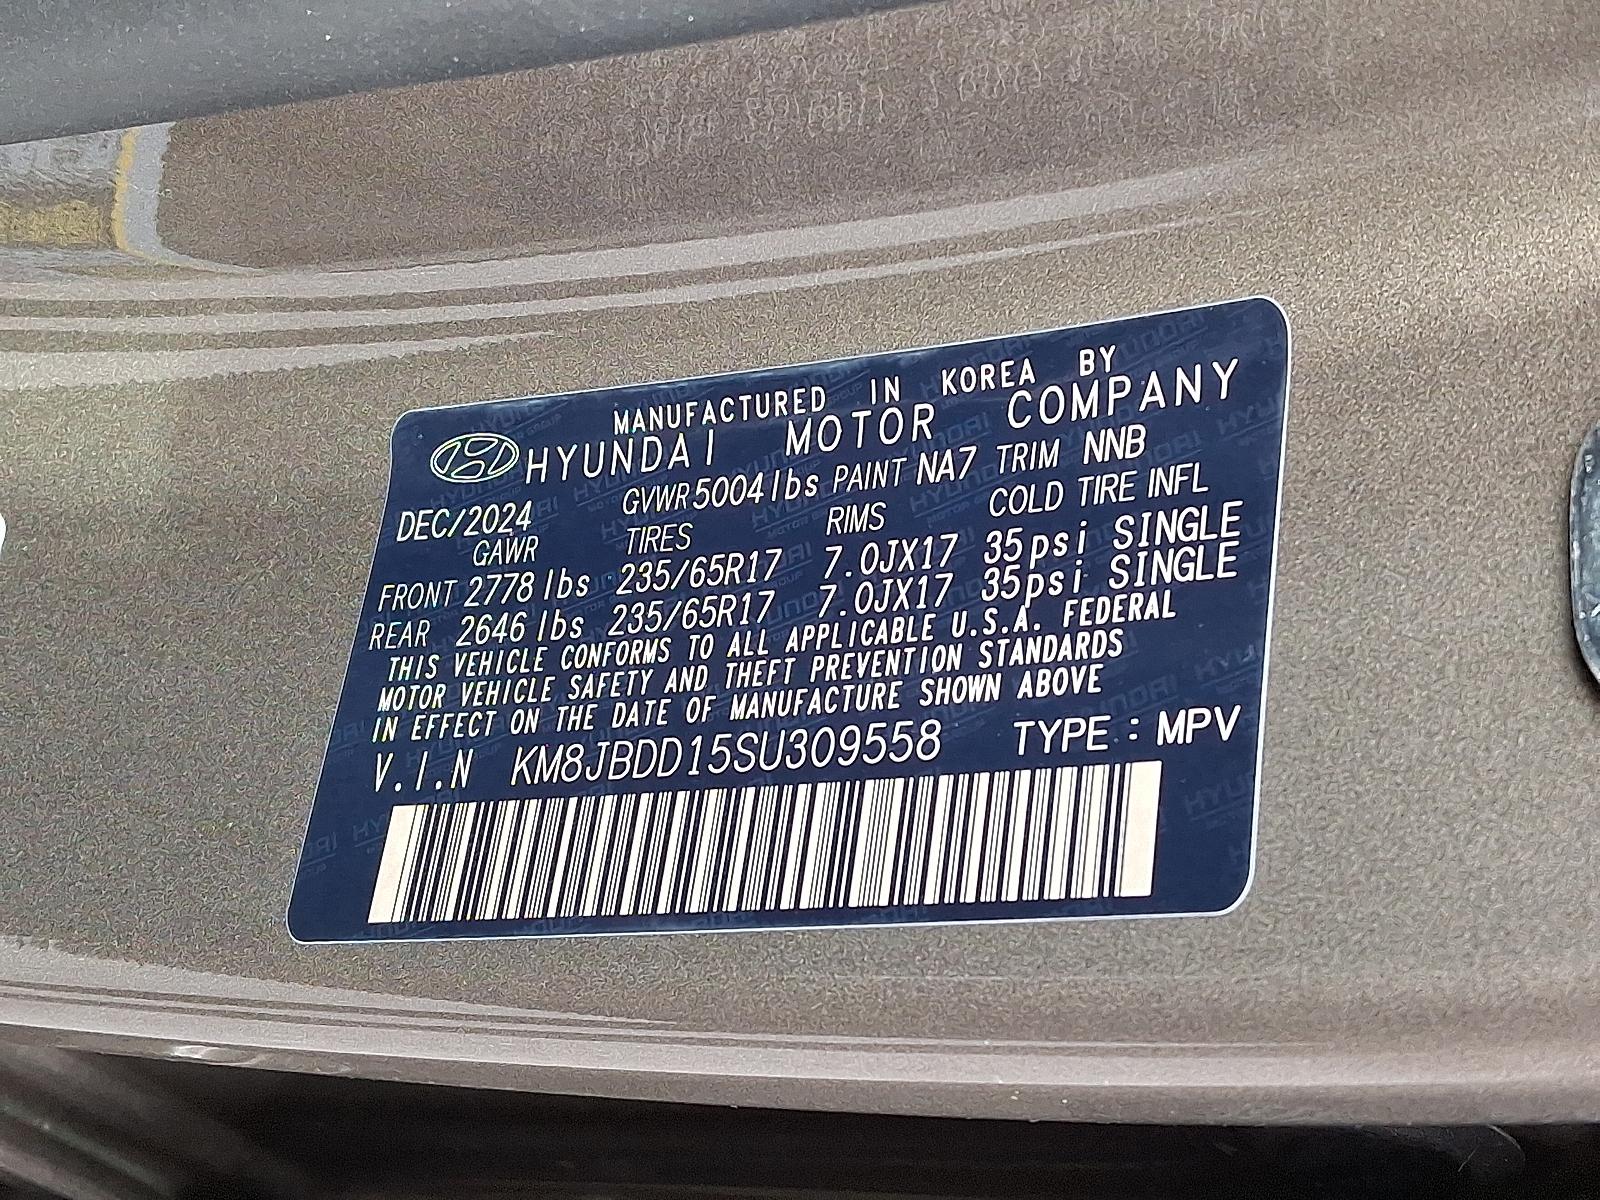 MANUFACTURED IN KOREA BY
HYUNDAI MOTOR COMPANY
DEC/2024 GVWR 5004 lbs PAINT NA7 TRIM NNB
GAWR TIRES RIMS COLD TIRE INFL
FRONT 2778 lbs 235/65R17 7.0JX17 35psi SINGLE
REAR 2646 lbs 235/65R17 7.0JX17 35psi SINGLE
THIS VEHICLE CONFORMS TO ALL APPLICABLE U.S.A. FEDERAL
MOTOR VEHICLE SAFETY AND THEFT PREVENTION STANDARDS
IN EFFECT ON THE DATE OF MANUFACTURE SHOWN ABOVE
V.I.N KM8JBDD15SU309558 TYPE : MPV